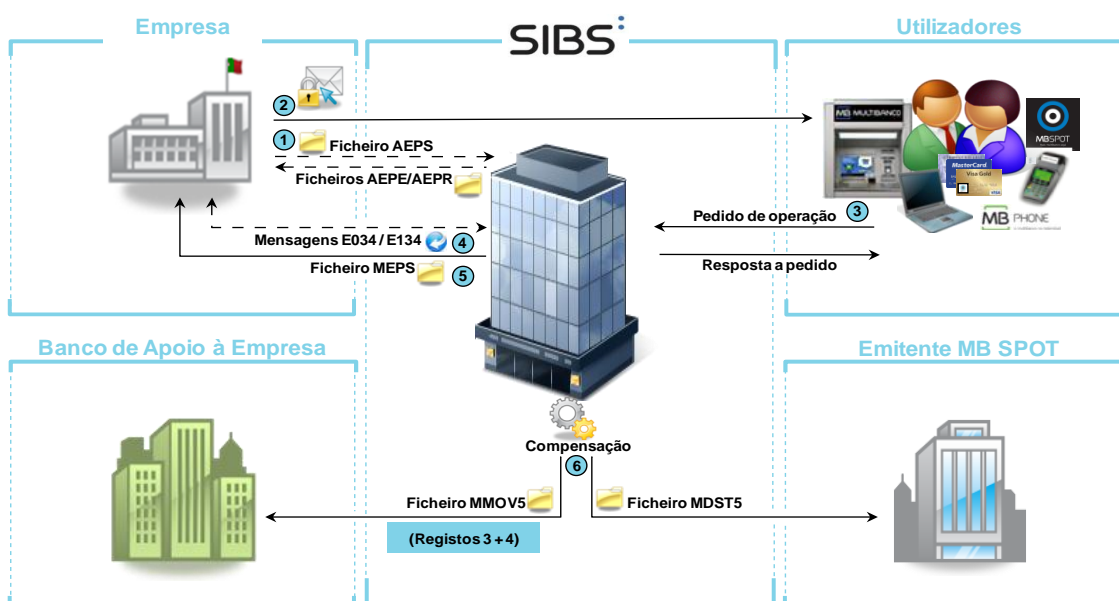 Empresa
SIBS
Utilizadores
2
1
Ficheiro AEPS
Ficheiros AEPE/AEPR
Mensagens E034 / E134
4
Ficheiro MEPS
5
MB MULTIBANCO
MBSPOT
MasterCard
Visa Gold
VISA
MB PHONE
Pedido de operação
3
Resposta a pedido
Banco de Apoio à Empresa
Emitente MB SPOT
Compensação
6
Ficheiro MMOV5
Ficheiro MDST5
(Registos 3 + 4)